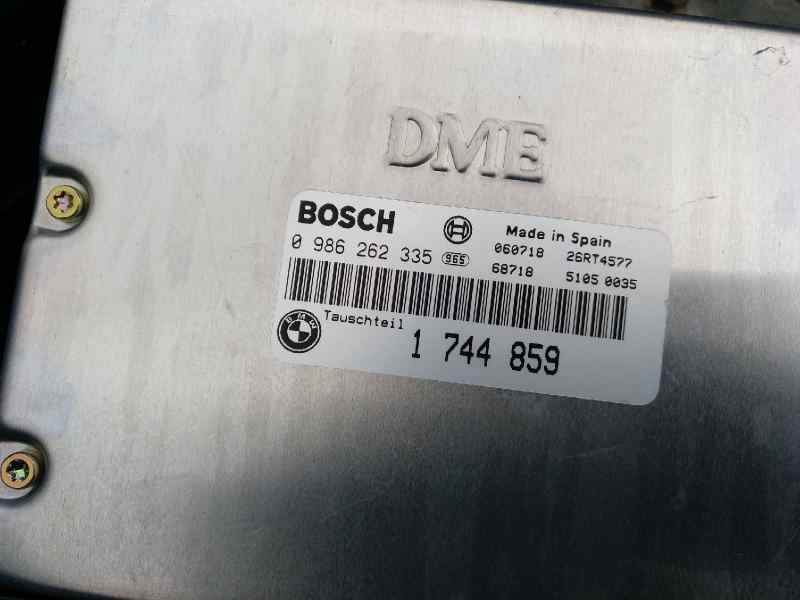 DME
BOSCH
Made in Spain
0 986 262 335 965
060718 26RT4577
68718 5105 0035
BMW
Tauschteil
1 744 859